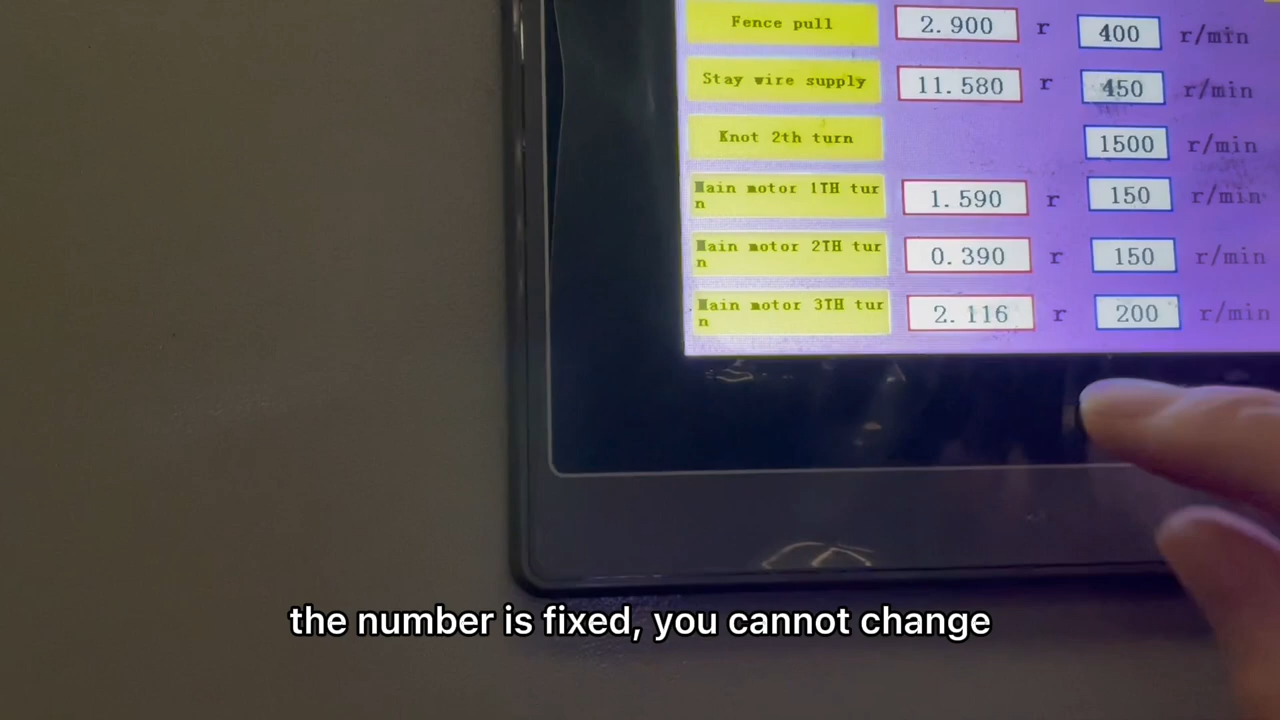 Fence pull 2.900 r 400 r/min
Stay wire supply 11.580 r 450 r/min
Knot 2th turn 1500 r/min
Main motor 1TH tur
n 1.590 r 150 r/min
Main motor 2TH tur
n 0.390 r 150 r/min
Main motor 3TH tur
n 2.116 r 200 r/min
the number is fixed, you cannot change